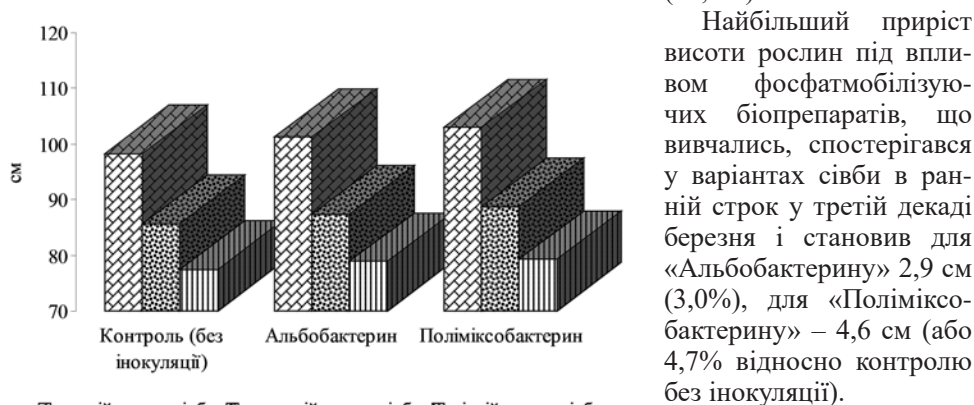 120
110
100
90
80
70
см
Контроль (без
інокуляції)
Альбобактерин
Поліміксобактерин
Найбільший приріст
висоти рослин під впли-
вом фосфатмобілізую-
чих біопрепаратів, що
вивчались, спостерігався
у варіантах сівби в ран-
ній строк у третій декаді
березня і становив для
«Альбобактерину» 2,9 см
(3,0%), для «Поліміксо-
бактерину» – 4,6 см (або
4,7% відносно контролю
без інокуляції).